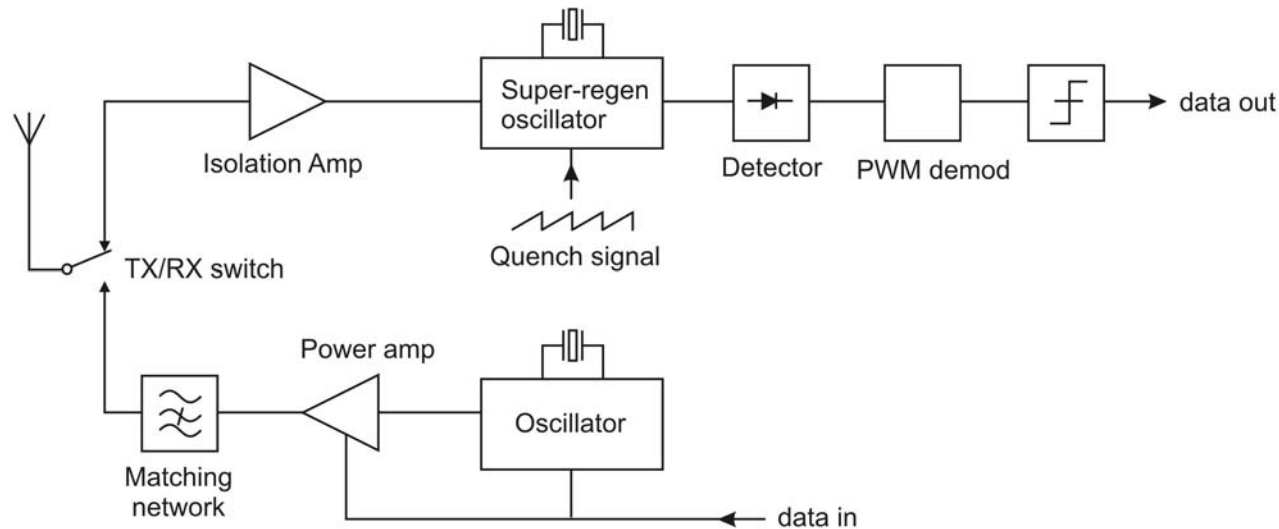 Super-regen
oscillator
data out
Isolation Amp
Detector
PWM demod
Quench signal
TX/RX switch
Power amp
Oscillator
Matching
network
data in